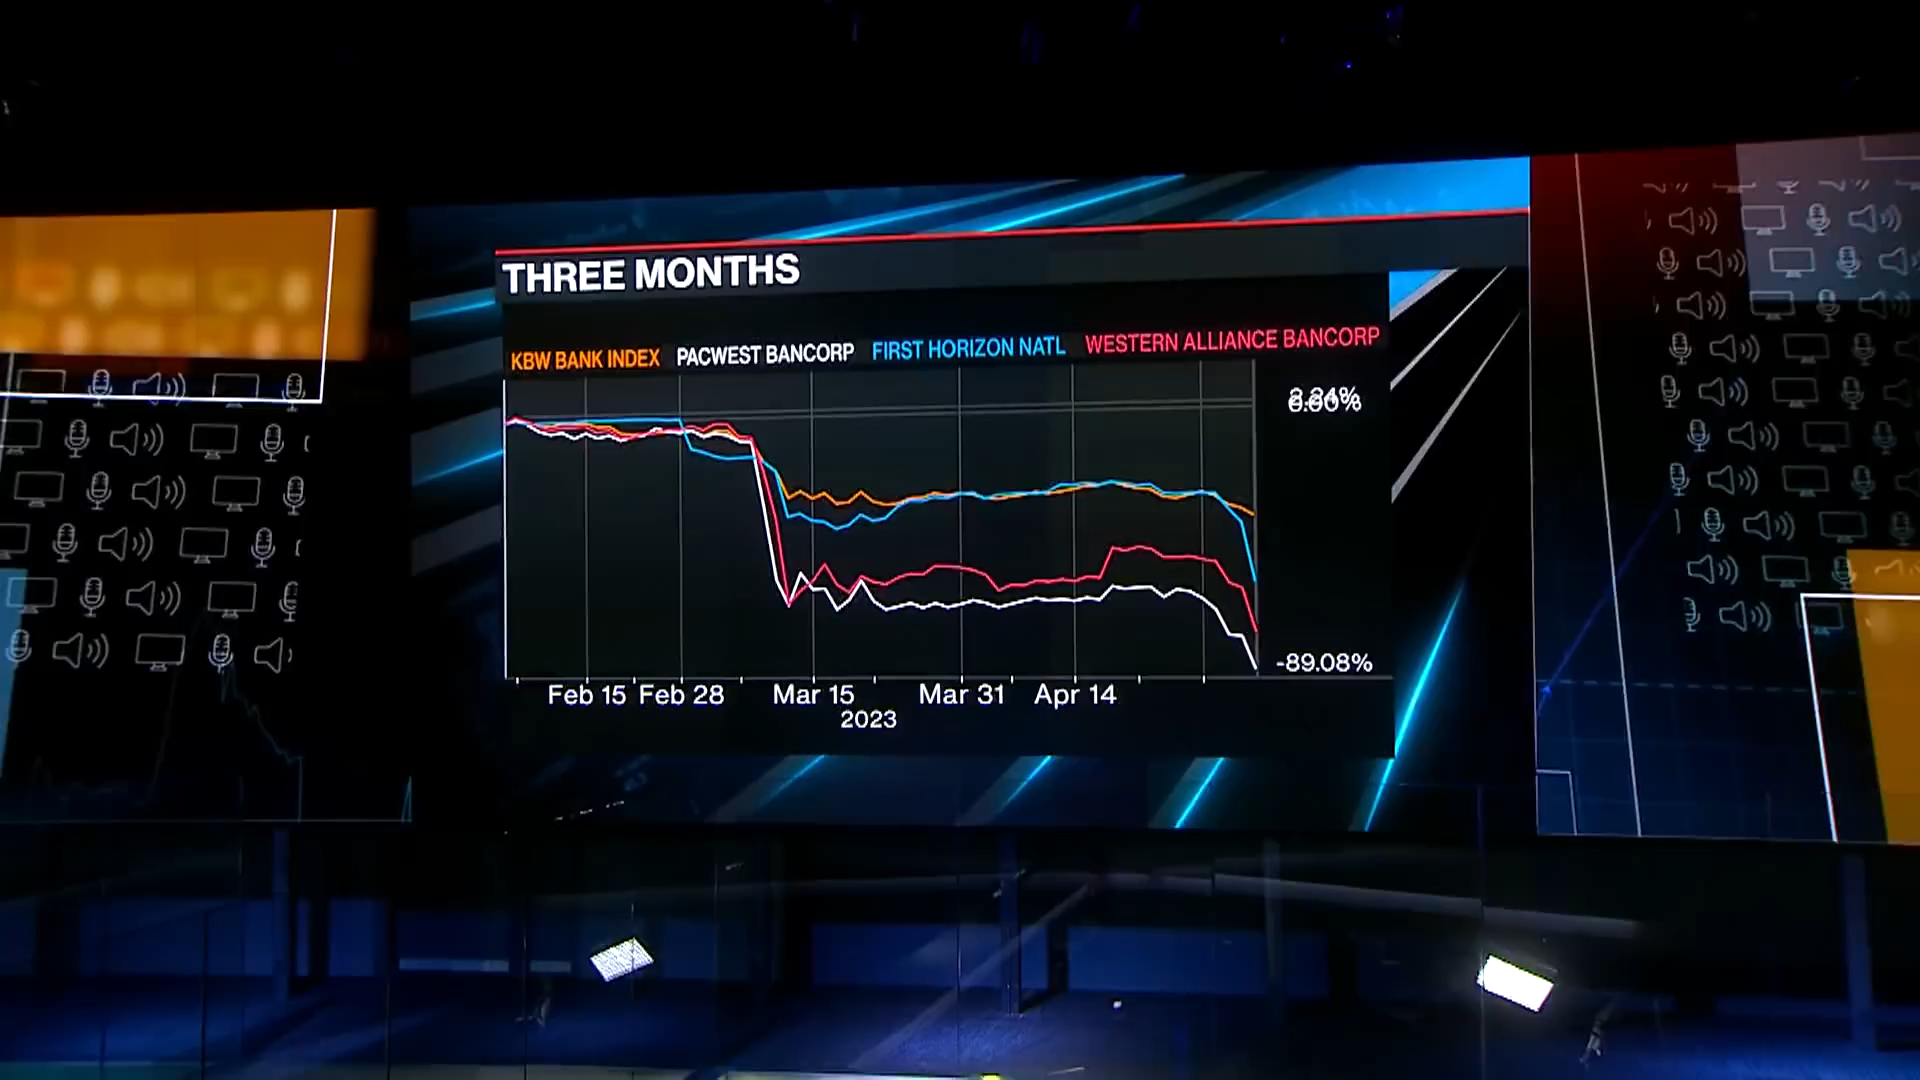 THREE MONTHS
KBW BANK INDEX PACWEST BANCORP FIRST HORIZON NATL WESTERN ALLIANCE BANCORP
-89.08%
Feb 15 Feb 28 Mar 15 Mar 31 Apr 14
2023